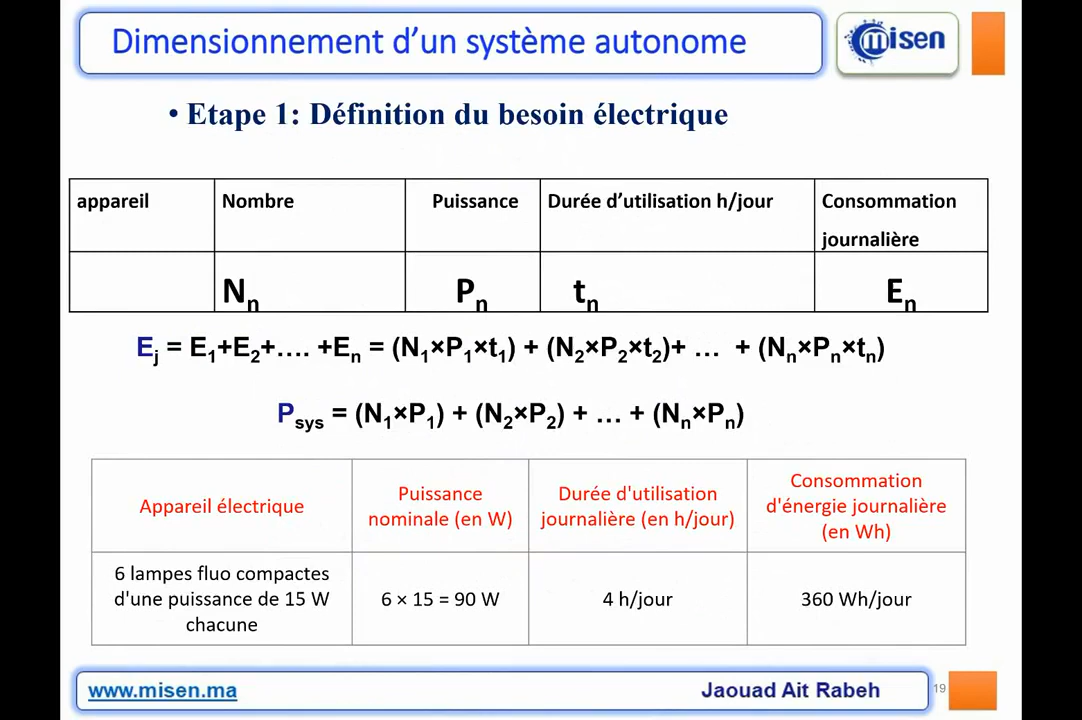 Dimensionnement d'un système autonome
misen
• Etape 1: Définition du besoin électrique
appareil
Nombre
Puissance
Durée d'utilisation h/jour
Consommation
journalière
Nn
Pn
tn
En
Ej = E1+E2+…. +En = (N1×P1×t1) + (N2×P2×t2)+ … + (Nn×Pn×tn)
Psys = (N1×P1) + (N2×P2) + … + (Nn×Pn)
Appareil électrique
Puissance
nominale (en W)
Durée d'utilisation
journalière (en h/jour)
Consommation
d'énergie journalière
(en Wh)
6 lampes fluo compactes
d'une puissance de 15 W
chacune
6 × 15 = 90 W
4 h/jour
360 Wh/jour
www.misen.ma
Jaouad Ait Rabeh
19